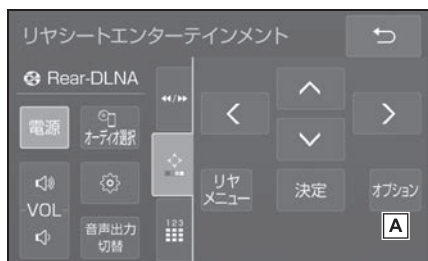 リヤシートエンターテインメント
Rear-DLNA
電源
オーディオ選択
VOL
音声出力
切替
123
リヤ
メニュー
決定
オプション
A